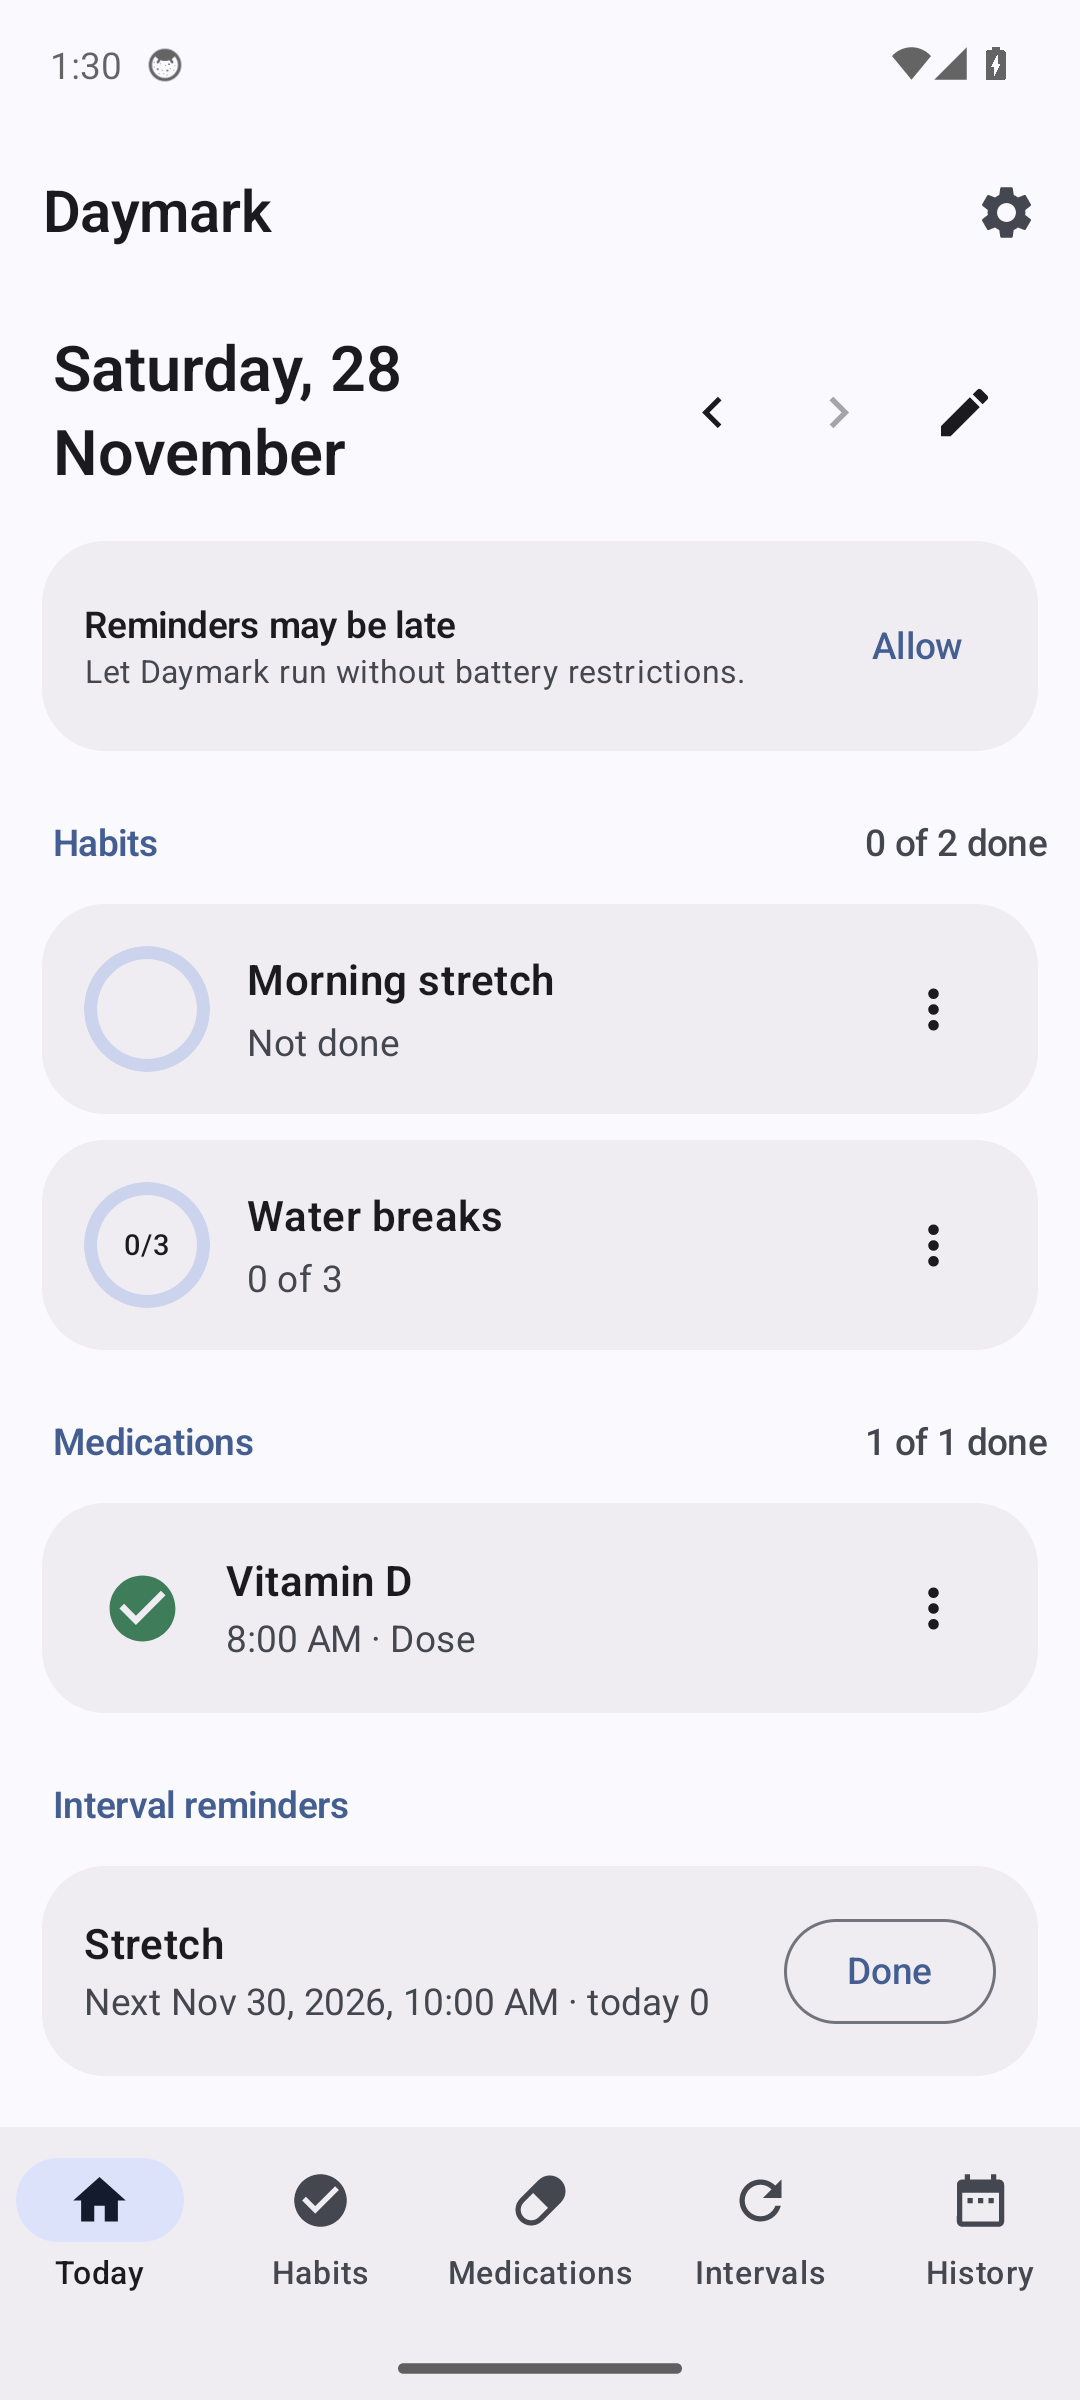 1:30
Daymark
Saturday, 28
November
Reminders may be late
Let Daymark run without battery restrictions.
Allow
Habits
0 of 2 done
Morning stretch
Not done
0/3
Water breaks
0 of 3
Medications
1 of 1 done
Vitamin D
8:00 AM · Dose
Interval reminders
Stretch
Next Nov 30, 2026, 10:00 AM · today 0
Done
Today
Habits
Medications
Intervals
History